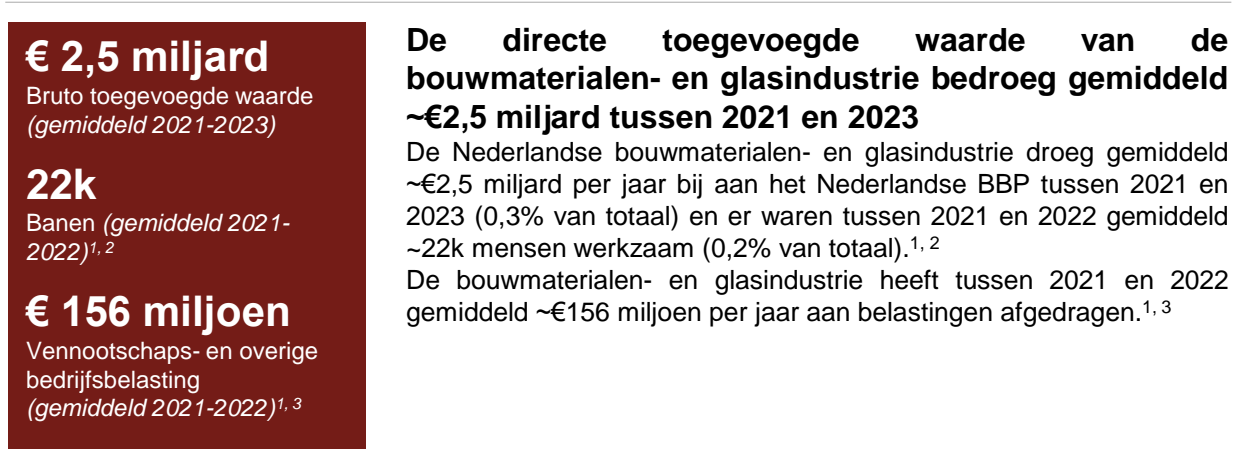 € 2,5 miljard
Bruto toegevoegde waarde
(gemiddeld 2021-2023)
22k
Banen (gemiddeld 2021-
2022)1, 2
€ 156 miljoen
Vennootschaps- en overige
bedrijfsbelasting
(gemiddeld 2021-2022)1, 3
De directe toegevoegde waarde van de
bouwmaterialen- en glasindustrie bedroeg gemiddeld
~€2,5 miljard tussen 2021 en 2023
De Nederlandse bouwmaterialen- en glasindustrie droeg gemiddeld
~€2,5 miljard per jaar bij aan het Nederlandse BBP tussen 2021 en
2023 (0,3% van totaal) en er waren tussen 2021 en 2022 gemiddeld
~22k mensen werkzaam (0,2% van totaal).1, 2
De bouwmaterialen- en glasindustrie heeft tussen 2021 en 2022
gemiddeld ~€156 miljoen per jaar aan belastingen afgedragen.1, 3